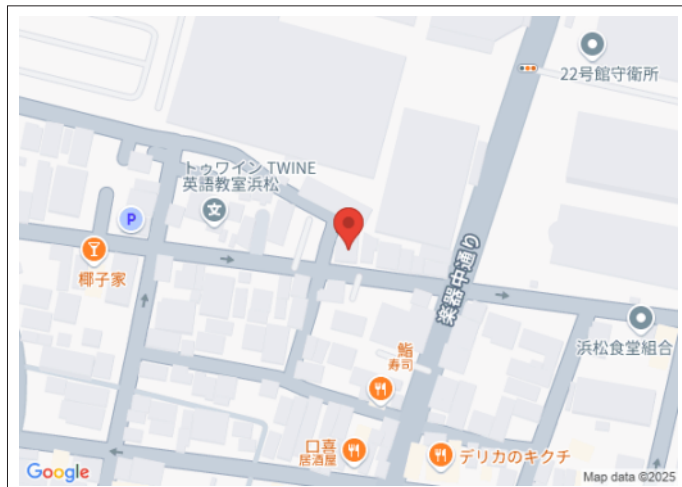 22号館守衛所
トゥワイン TWINE
英語教室浜松
P
椰子家
楽器中通り
浜松食堂組合
鮨
寿司
口喜
居酒屋
デリカのキクチ
Google
Map data ©2025